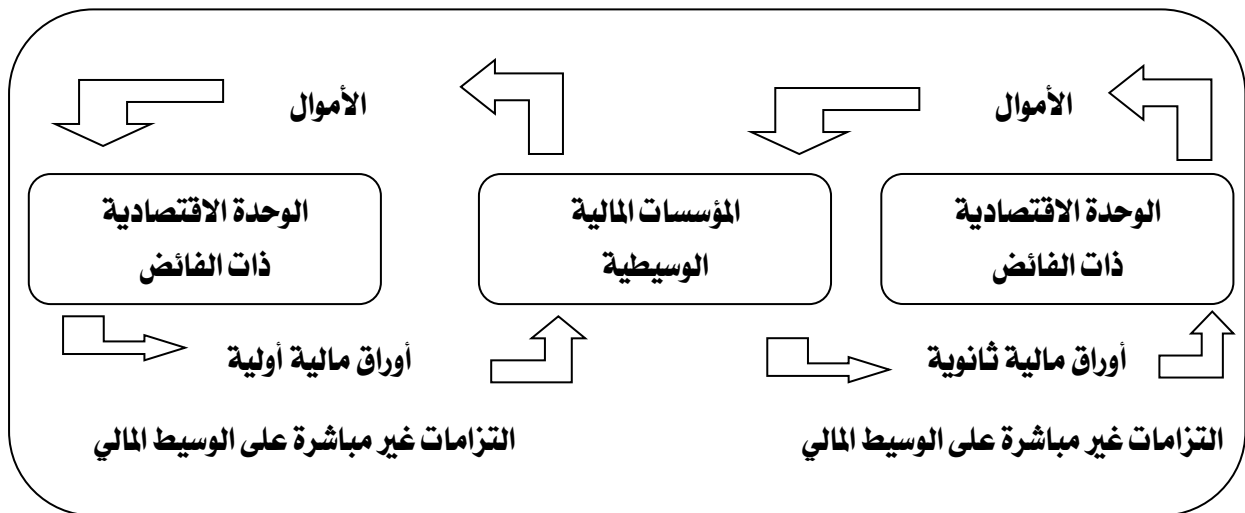 الأموال
الأموال
الوحدة الاقتصادية
ذات الفائض
المؤسسات المالية
الوسيطية
الوحدة الاقتصادية
ذات الفائض
أوراق مالية ثانوية
أوراق مالية أولية
التزامات غير مباشرة على الوسيط المالي
التزامات غير مباشرة على الوسيط المالي